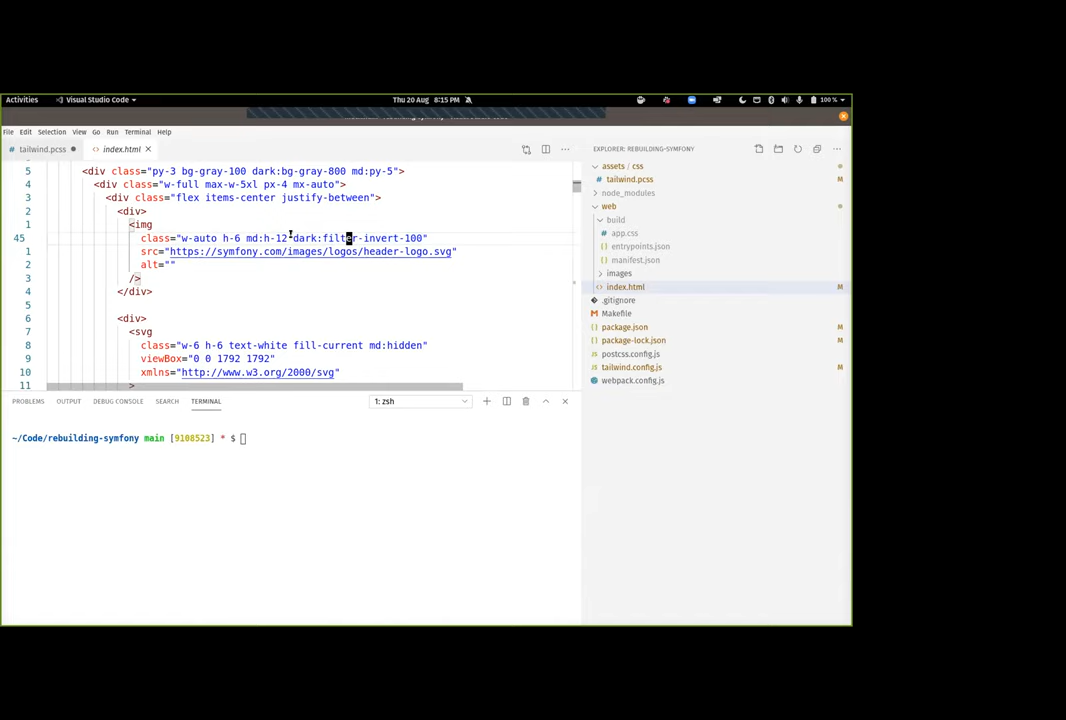 Activities Visual Studio Code Thu 20 Aug 8:15 PM 100 %
File Edit Selection View Go Run Terminal Help
tailwind.pcss index.html
5 <div class="py-3 bg-gray-100 dark:bg-gray-800 md:py-5">
4 <div class="w-full max-w-5xl px-4 mx-auto">
3 <div class="flex items-center justify-between">
2 <div>
1 <img
45 class="w-auto h-6 md:h-12 dark:filter-invert-100"
1 src="https://symfony.com/images/logos/header-logo.svg"
2 alt=""
3 />
4 </div>
5
6 <div>
7 <svg
8 class="w-6 h-6 text-white fill-current md:hidden"
9 viewBox="0 0 1792 1792"
10 xmlns="http://www.w3.org/2000/svg"
11 >
PROBLEMS OUTPUT DEBUG CONSOLE SEARCH TERMINAL 1: zsh
~/Code/rebuilding-symfony main [9108523] * $
EXPLORER: REBUILDING-SYMFONY
assets / css
tailwind.pcss
node_modules
web
build
app.css
entrypoints.json
manifest.json
images
index.html M
.gitignore
Makefile
package.json M
package-lock.json M
postcss.config.js
tailwind.config.js M
webpack.config.js